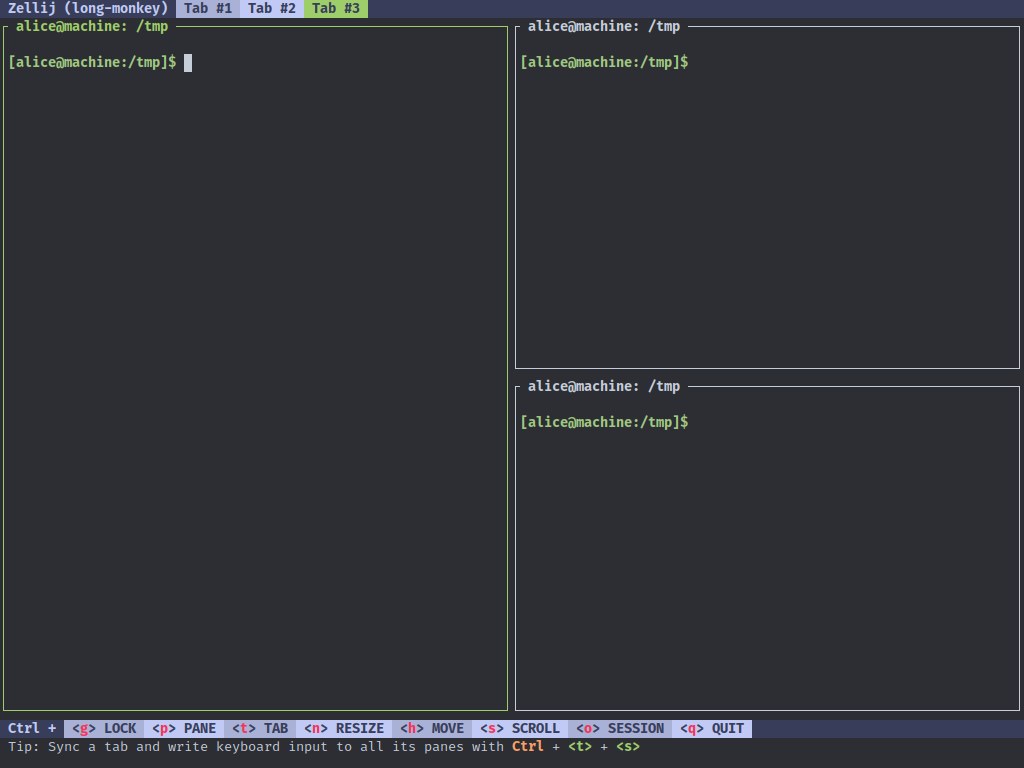 Zellij (long-monkey) Tab #1 Tab #2 Tab #3
alice@machine: /tmp
[alice@machine:/tmp]$
alice@machine: /tmp
[alice@machine:/tmp]$
alice@machine: /tmp
[alice@machine:/tmp]$
Ctrl + <g> LOCK <p> PANE <t> TAB <n> RESIZE <h> MOVE <s> SCROLL <o> SESSION <q> QUIT
Tip: Sync a tab and write keyboard input to all its panes with Ctrl + <t> + <s>